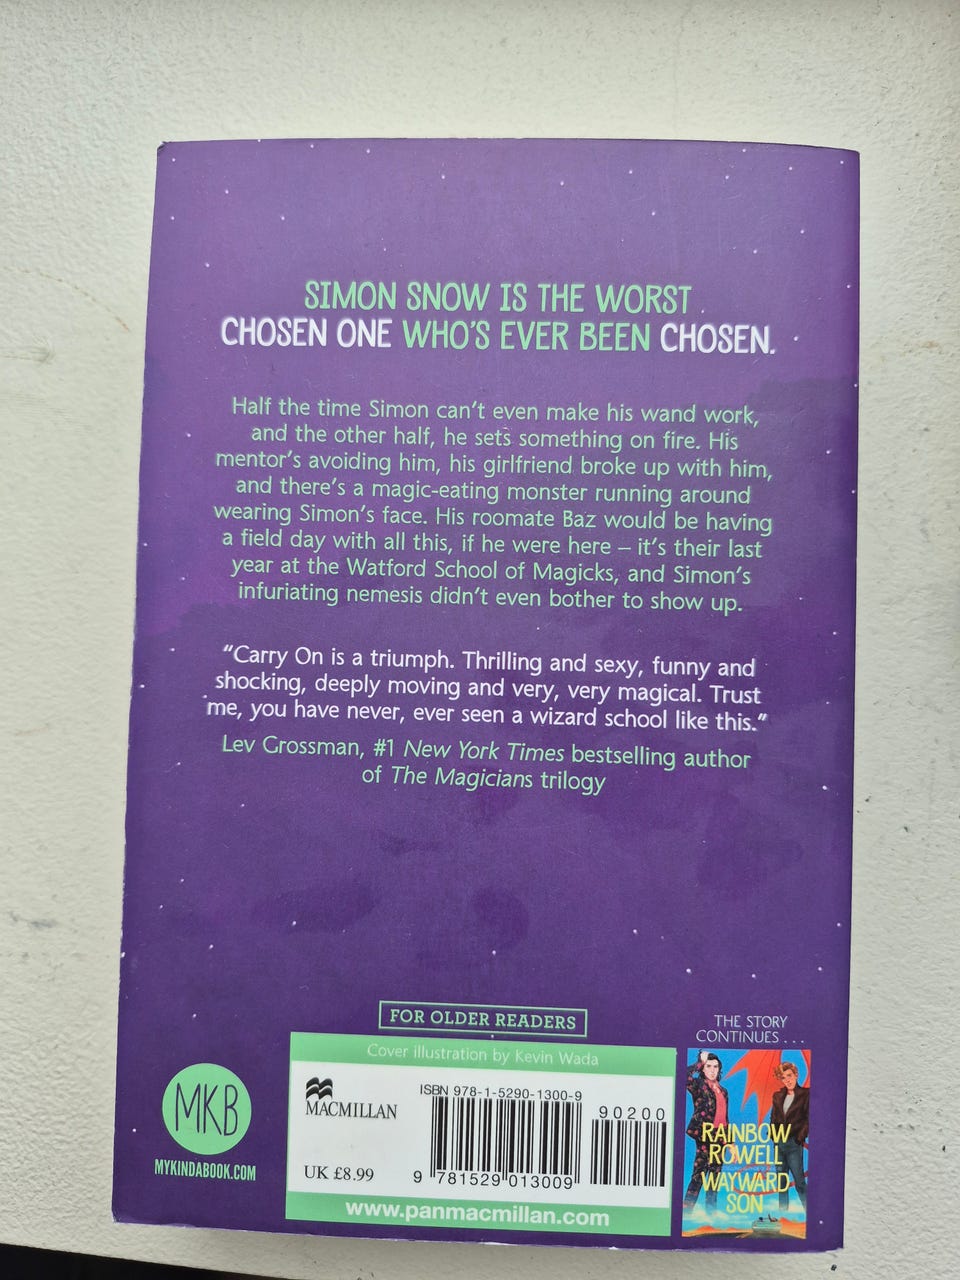 SIMON SNOW IS THE WORST
CHOSEN ONE WHO'S EVER BEEN CHOSEN.
Half the time Simon can't even make his wand work,
and the other half, he sets something on fire. His
mentor's avoiding him, his girlfriend broke up with him,
and there's a magic-eating monster running around
wearing Simon's face. His roomate Baz would be having
a field day with all this, if he were here – it's their last
year at the Watford School of Magicks, and Simon's
infuriating nemesis didn't even bother to show up.
"Carry On is a triumph. Thrilling and sexy, funny and
shocking, deeply moving and very, very magical. Trust
me, you have never, ever seen a wizard school like this."
Lev Grossman, #1 New York Times bestselling author
of The Magicians trilogy
FOR OLDER READERS
Cover illustration by Kevin Wada
MKB
MYKINDABOOK.COM
MACMILLAN
UK £8.99
ISBN 978-1-5290-1300-9
90200
9 781529 013009
www.panmacmillan.com
THE STORY
CONTINUES . . .
RAINBOW
ROWELL
WAYWARD
SON